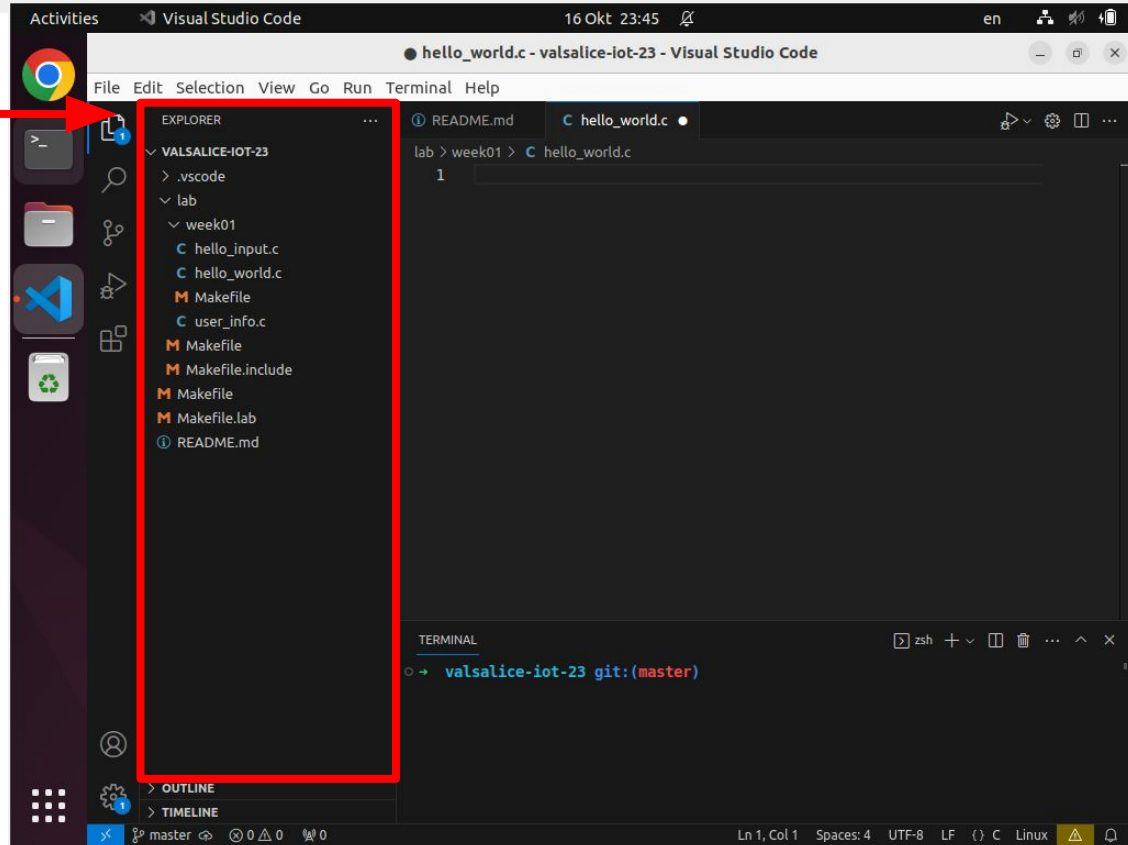 Activities Visual Studio Code 16 Okt 23:45 en
● hello_world.c - valsalice-iot-23 - Visual Studio Code
File Edit Selection View Go Run Terminal Help
EXPLORER ...
1
VALSALICE-IOT-23
> .vscode
lab
week01
C hello_input.c
C hello_world.c
M Makefile
C user_info.c
M Makefile
M Makefile.include
M Makefile
M Makefile.lab
README.md
> OUTLINE
> TIMELINE
1
README.md C hello_world.c ●
lab > week01 > C hello_world.c
1
TERMINAL zsh
→ valsalice-iot-23 git:(master)
master 0 0 0 Ln 1, Col 1 Spaces: 4 UTF-8 LF {} C Linux